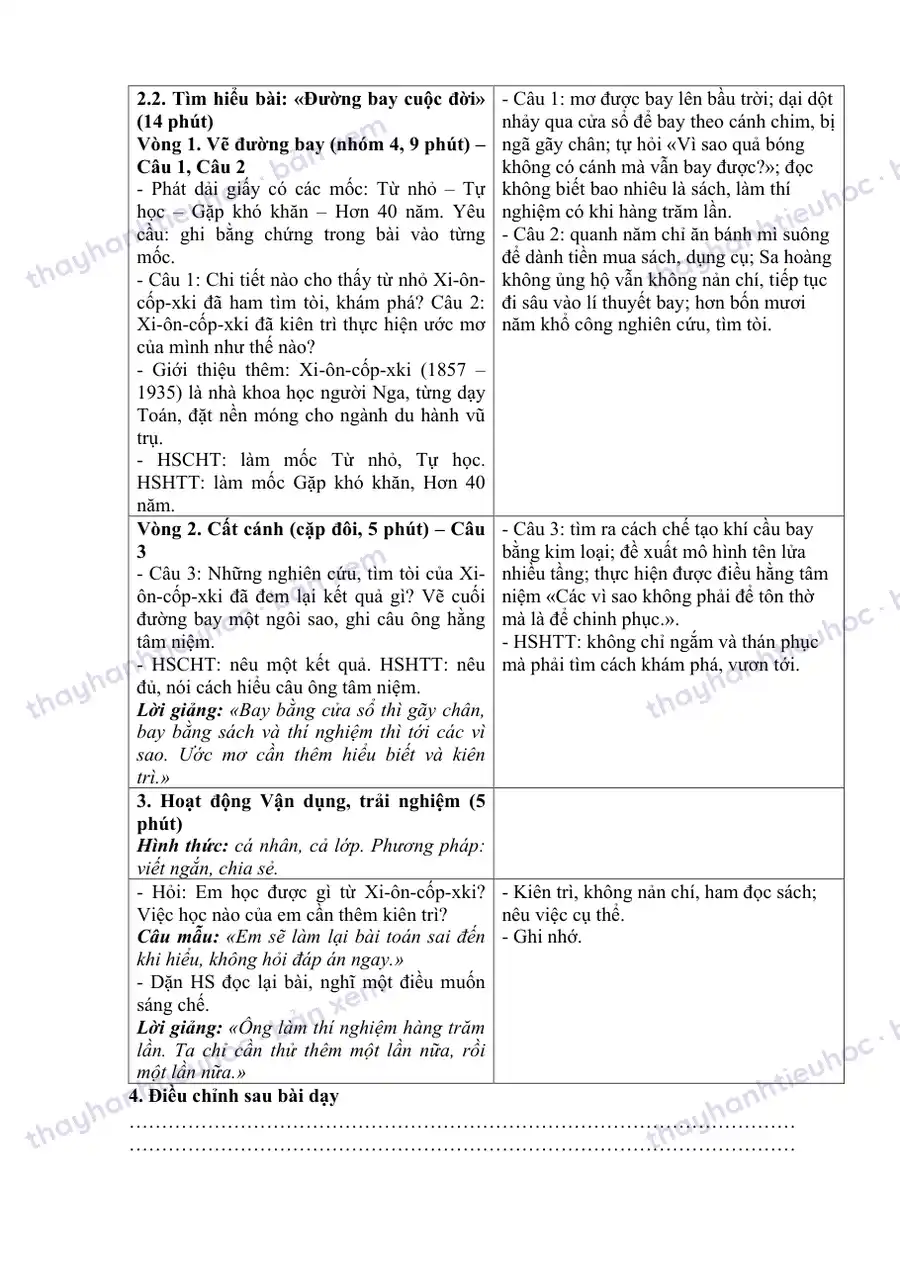 2.2. Tìm hiểu bài: «Đường bay cuộc đời»
(14 phút)
Vòng 1. Vẽ đường bay (nhóm 4, 9 phút) –
Câu 1, Câu 2
- Phát dải giấy có các mốc: Từ nhỏ – Tự
học – Gặp khó khăn – Hơn 40 năm. Yêu
cầu: ghi bằng chứng trong bài vào từng
mốc.
- Câu 1: Chi tiết nào cho thấy từ nhỏ Xi-ôn-
cốp-xki đã ham tìm tòi, khám phá? Câu 2:
Xi-ôn-cốp-xki đã kiên trì thực hiện ước mơ
của mình như thế nào?
- Giới thiệu thêm: Xi-ôn-cốp-xki (1857 –
1935) là nhà khoa học người Nga, từng dạy
Toán, đặt nền móng cho ngành du hành vũ
trụ.
- HSCHT: làm mốc Từ nhỏ, Tự học.
HSHTT: làm mốc Gặp khó khăn, Hơn 40
năm.
- Câu 1: mơ được bay lên bầu trời; dại dột
nhảy qua cửa sổ để bay theo cánh chim, bị
ngã gãy chân; tự hỏi «Vì sao quả bóng
không có cánh mà vẫn bay được?»; đọc
không biết bao nhiêu là sách, làm thí
nghiệm có khi hàng trăm lần.
- Câu 2: quanh năm chỉ ăn bánh mì suông
để dành tiền mua sách, dụng cụ; Sa hoàng
không ủng hộ vẫn không nản chí, tiếp tục
đi sâu vào lí thuyết bay; hơn bốn mươi
năm khổ công nghiên cứu, tìm tòi.
Vòng 2. Cất cánh (cặp đôi, 5 phút) – Câu
3
- Câu 3: Những nghiên cứu, tìm tòi của Xi-
ôn-cốp-xki đã đem lại kết quả gì? Vẽ cuối
đường bay một ngôi sao, ghi câu ông hằng
tâm niệm.
- HSCHT: nêu một kết quả. HSHTT: nêu
đủ, nói cách hiểu câu ông tâm niệm.
Lời giảng: «Bay bằng cửa sổ thì gãy chân,
bay bằng sách và thí nghiệm thì tới các vì
sao. Ước mơ cần thêm hiểu biết và kiên
trì.»
- Câu 3: tìm ra cách chế tạo khí cầu bay
bằng kim loại; đề xuất mô hình tên lửa
nhiều tầng; thực hiện được điều hằng tâm
niệm «Các vì sao không phải để tôn thờ
mà là để chinh phục.».
- HSHTT: không chỉ ngắm và thán phục
mà phải tìm cách khám phá, vươn tới.
3. Hoạt động Vận dụng, trải nghiệm (5
phút)
Hình thức: cá nhân, cả lớp. Phương pháp:
viết ngắn, chia sẻ.
- Hỏi: Em học được gì từ Xi-ôn-cốp-xki?
Việc học nào của em cần thêm kiên trì?
Câu mẫu: «Em sẽ làm lại bài toán sai đến
khi hiểu, không hỏi đáp án ngay.»
- Dặn HS đọc lại bài, nghĩ một điều muốn
sáng chế.
Lời giảng: «Ông làm thí nghiệm hàng trăm
lần. Ta chỉ cần thử thêm một lần nữa, rồi
một lần nữa.»
- Kiên trì, không nản chí, ham đọc sách;
nêu việc cụ thể.
- Ghi nhớ.
4. Điều chỉnh sau bài dạy
………………………………………………………………………………………
………………………………………………………………………………………
thayhanhtieuhoc · bản xem
thayhanhtieuhoc · b
thayhanhtieuhoc · bản xem
thayhanhtieuhoc · b
thayhanhtieuhoc · bản xem
thayhanhtieuhoc · b